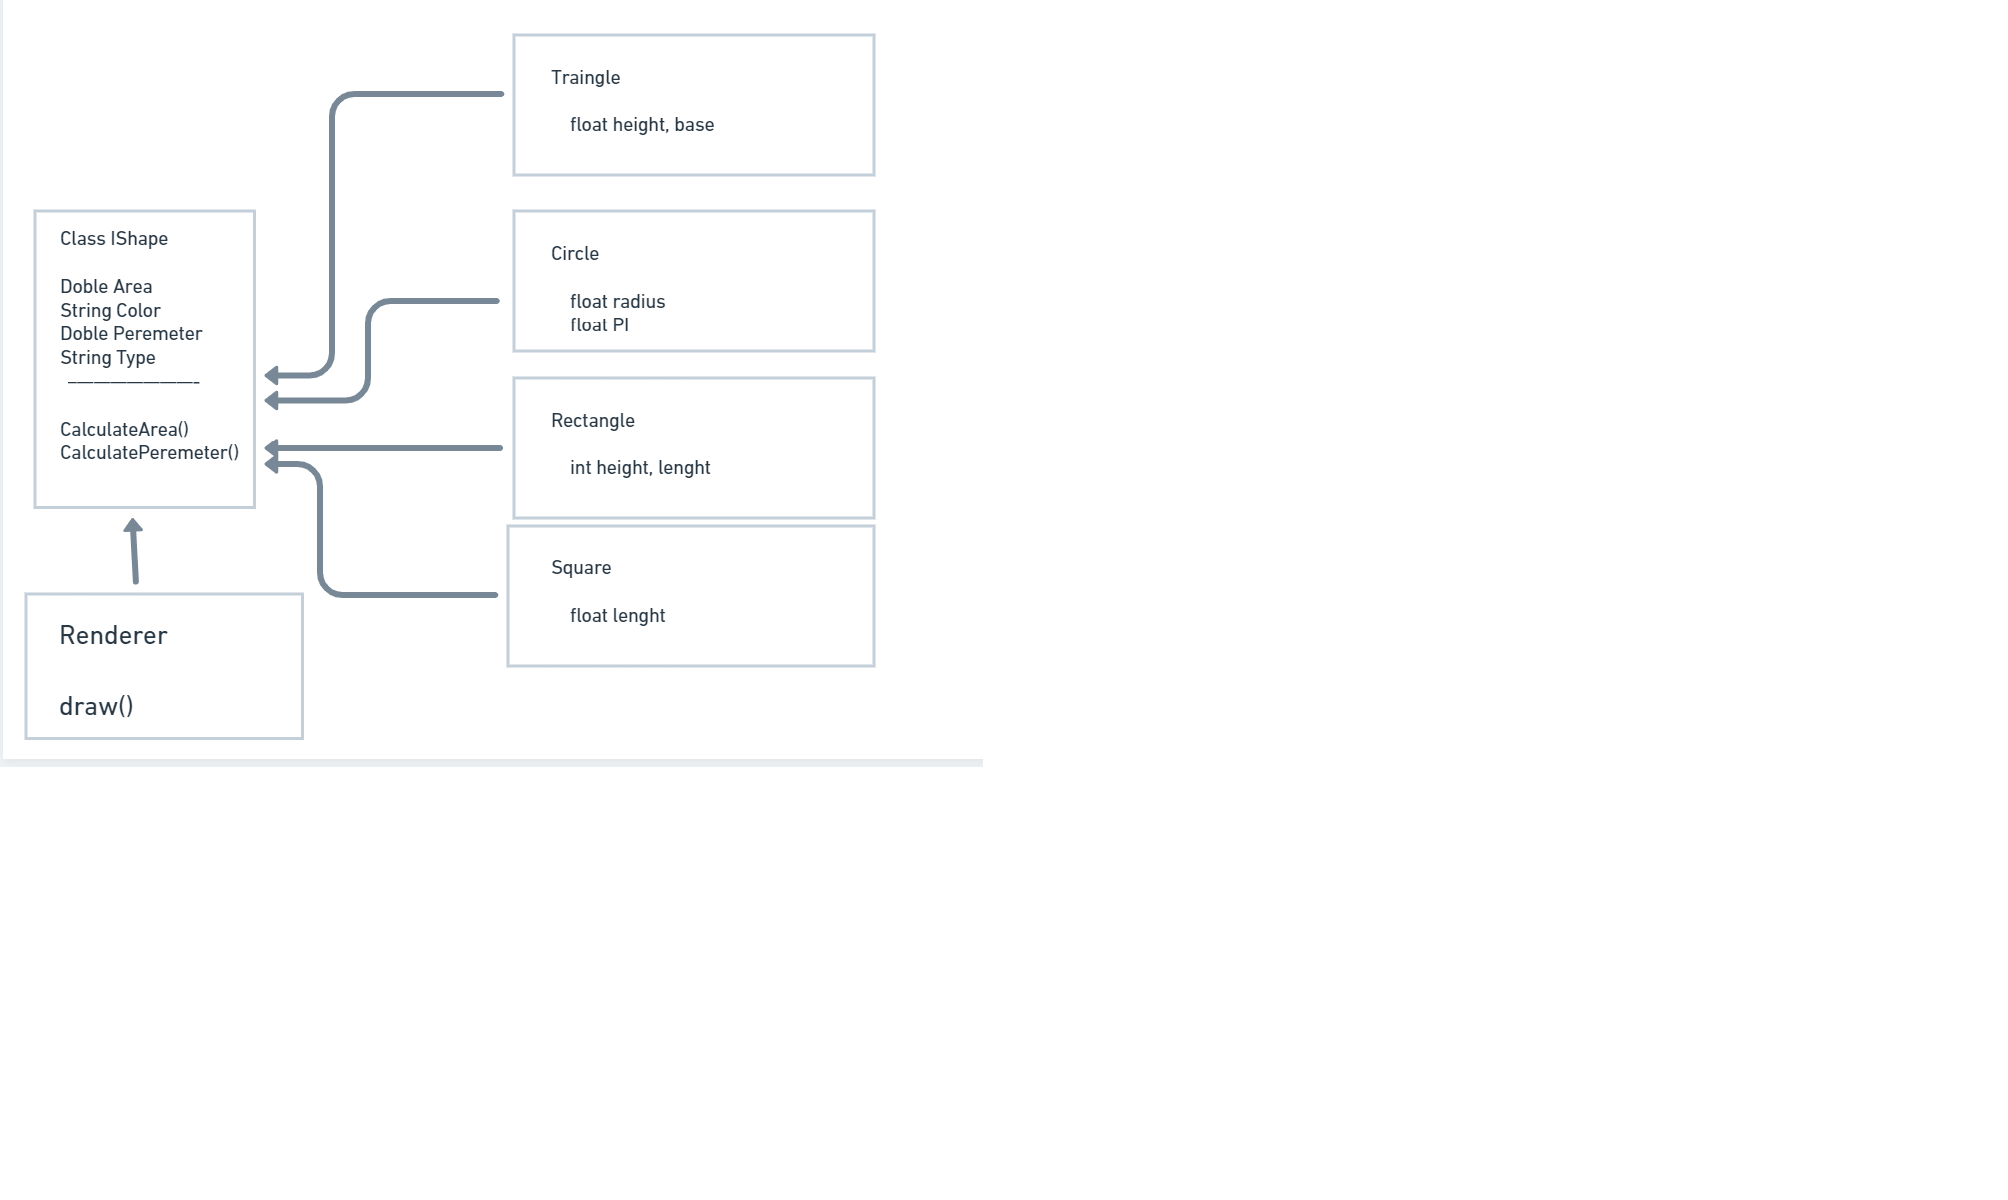 Traingle
float height, base
Class IShape
Doble Area
String Color
Doble Peremeter
String Type
————————-
CalculateArea()
CalculatePeremeter()
Circle
float radius
float PI
Rectangle
int height, lenght
Square
float lenght
Renderer
draw()